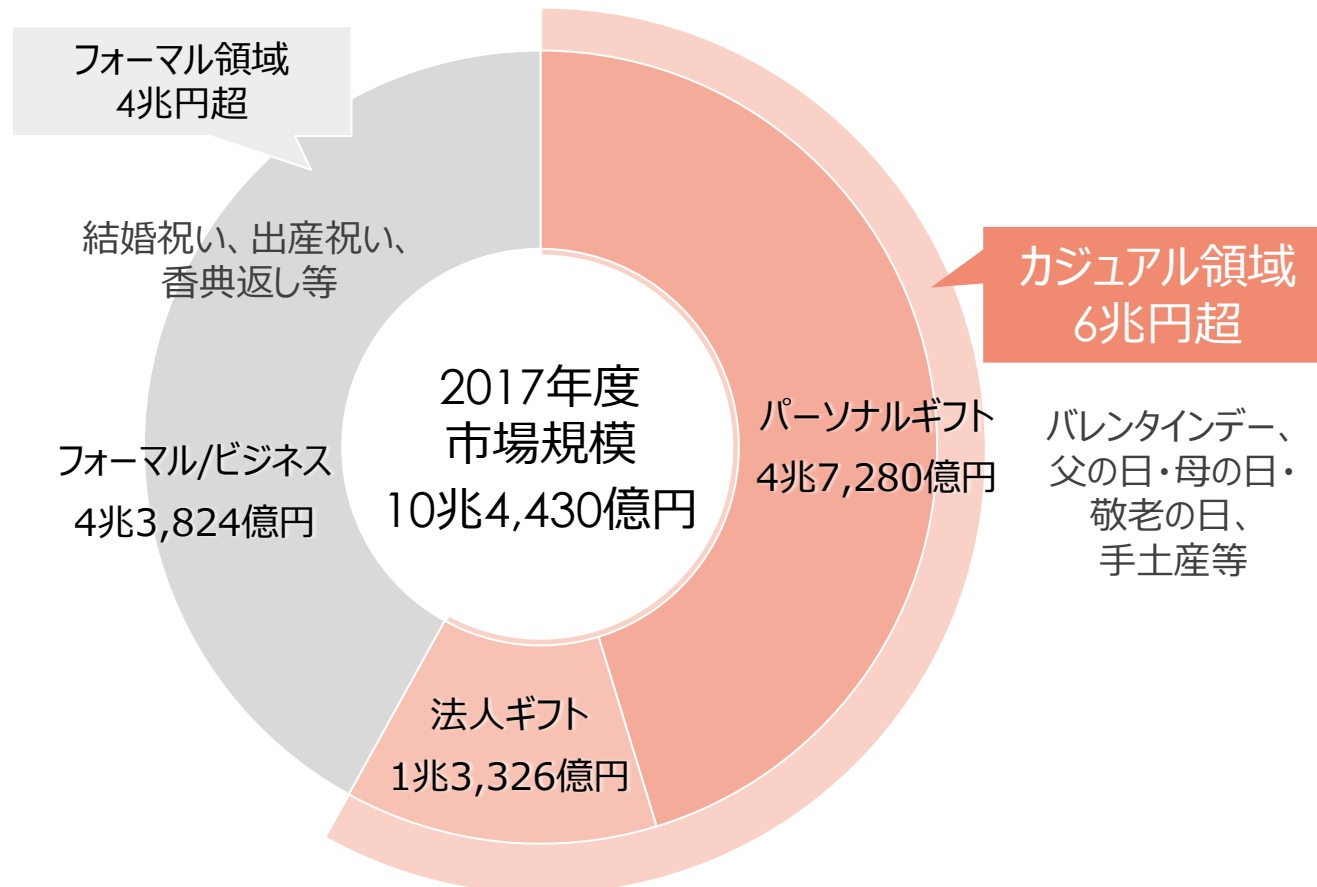 フォーマル領域
4兆円超
結婚祝い、出産祝い、
香典返し等
フォーマル/ビジネス
4兆3,824億円
2017年度
市場規模
10兆4,430億円
法人ギフト
1兆3,326億円
パーソナルギフト
4兆7,280億円
カジュアル領域
6兆円超
バレンタインデー、
父の日・母の日・
敬老の日、
手土産等